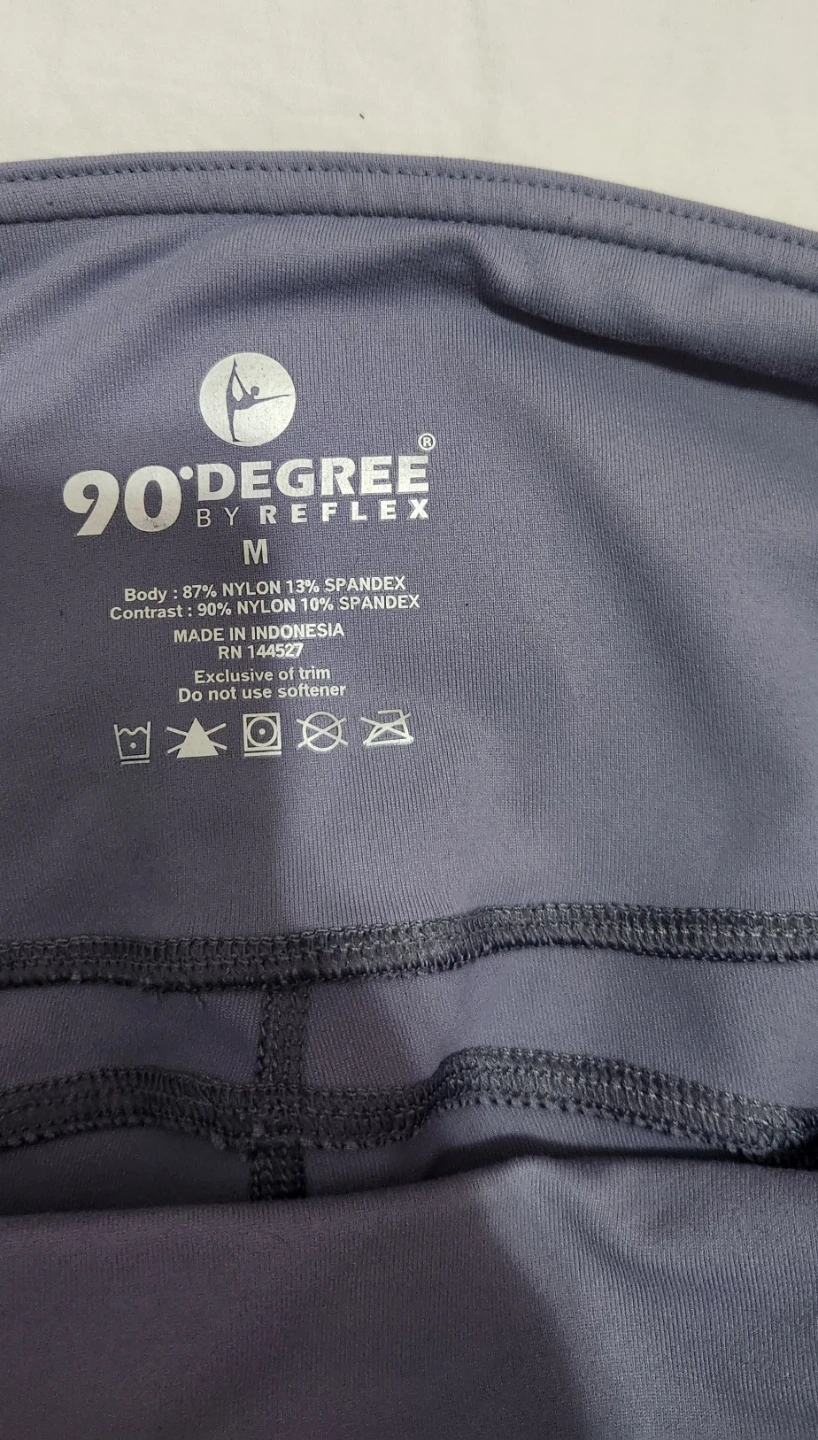 90°DEGREE®
BY REFLEX
M
Body : 87% NYLON 13% SPANDEX
Contrast : 90% NYLON 10% SPANDEX
MADE IN INDONESIA
RN 144527
Exclusive of trim
Do not use softener